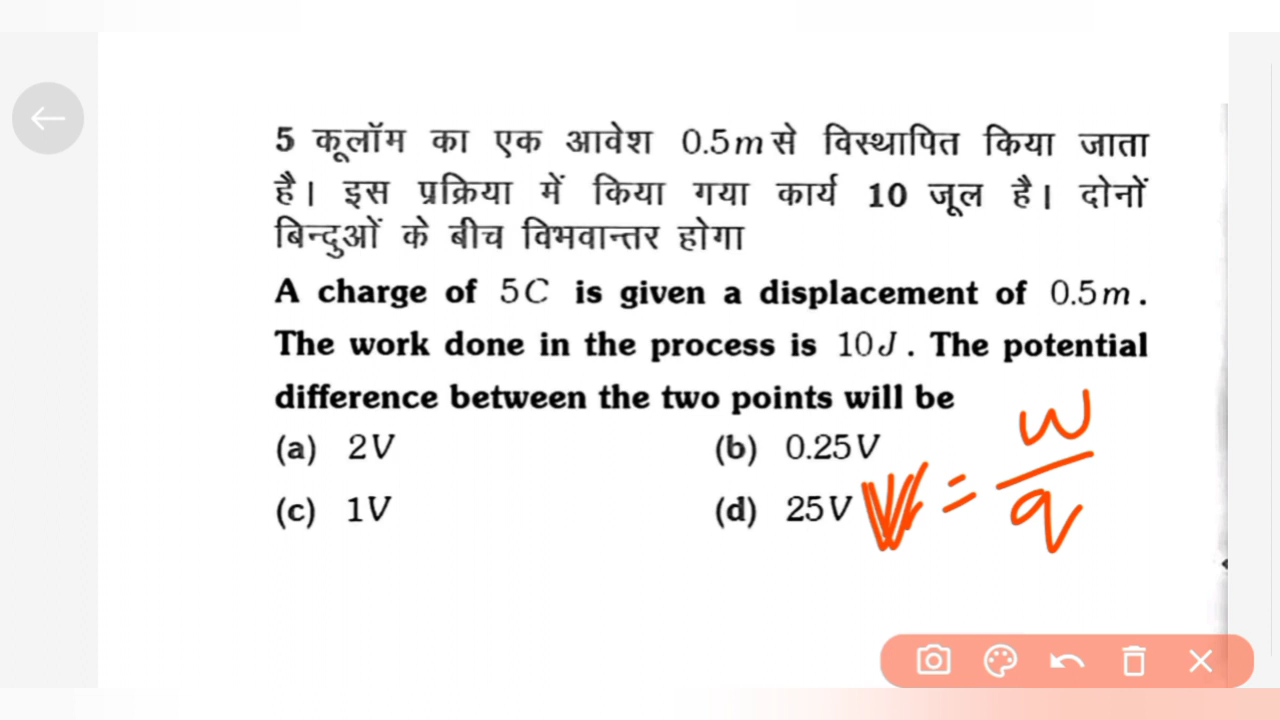 5 कूलॉम का एक आवेश 0.5m से विस्थापित किया जाता
है। इस प्रक्रिया में किया गया कार्य 10 जूल है। दोनों
बिन्दुओं के बीच विभवान्तर होगा
A charge of 5C is given a displacement of 0.5m.
The work done in the process is 10J. The potential
difference between the two points will be
(a) 2V (b) 0.25V
(c) 1V (d) 25V
V = w/q